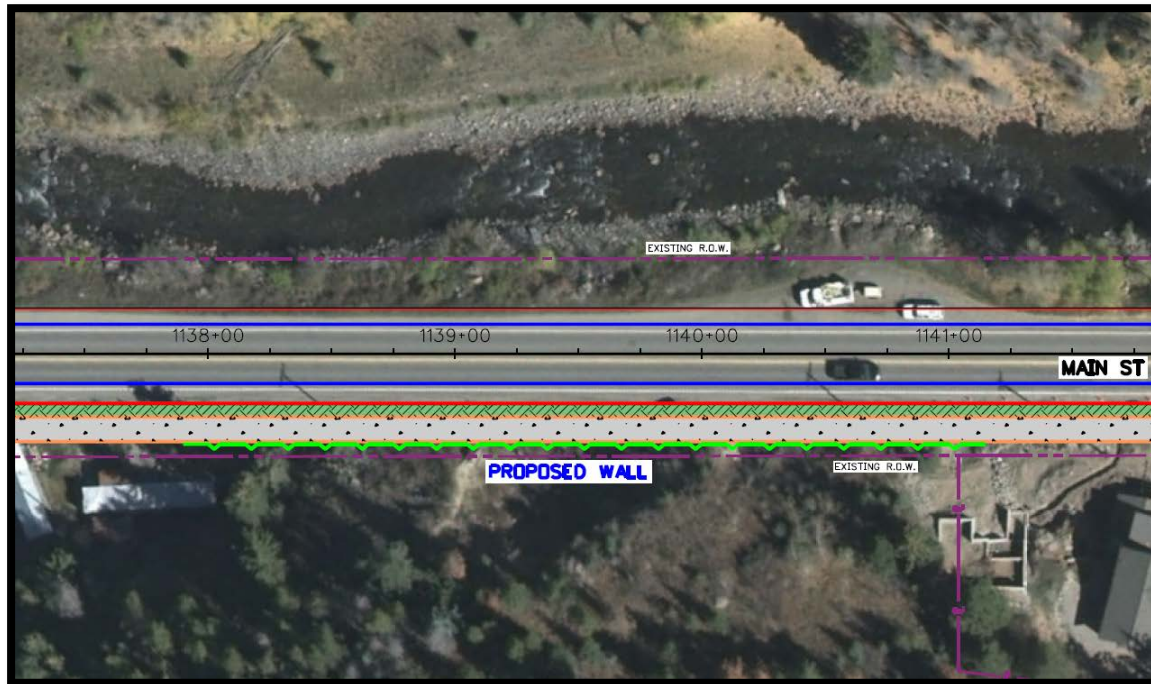 EXISTING R.O.W.
1138+00 1139+00 1140+00 1141+00
MAIN ST
PROPOSED WALL
EXISTING R.O.W.